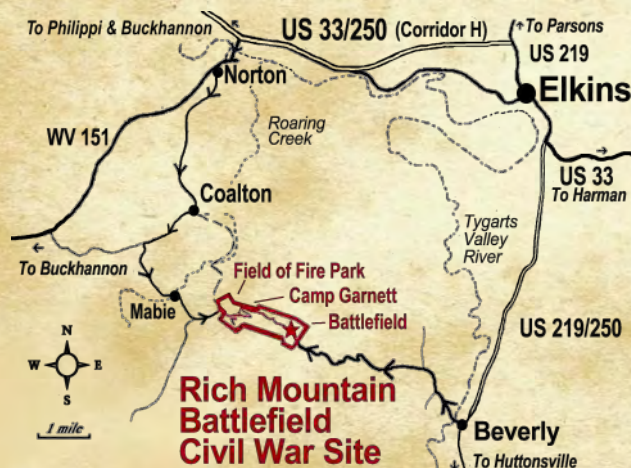 To Philippi & Buckhannon
US 33/250 (Corridor H)
To Parsons
US 219
Norton
Elkins
Roaring
Creek
WV 151
US 33
To Harman
Coalton
Tygarts
Valley
River
To Buckhannon
Field of Fire Park
Camp Garnett
Mabie
Battlefield
US 219/250
N
W
E
S
Rich Mountain
Battlefield
Civil War Site
1 mile
Beverly
To Huttonsville